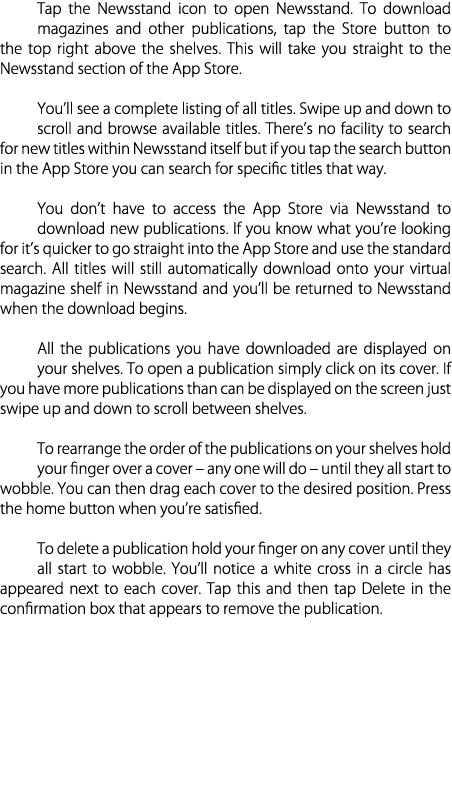 Tap the Newsstand icon to open Newsstand. To download
magazines and other publications, tap the Store button to
the top right above the shelves. This will take you straight to the
Newsstand section of the App Store.
You’ll see a complete listing of all titles. Swipe up and down to
scroll and browse available titles. There’s no facility to search
for new titles within Newsstand itself but if you tap the search button
in the App Store you can search for specific titles that way.
You don’t have to access the App Store via Newsstand to
download new publications. If you know what you’re looking
for it’s quicker to go straight into the App Store and use the standard
search. All titles will still automatically download onto your virtual
magazine shelf in Newsstand and you’ll be returned to Newsstand
when the download begins.
All the publications you have downloaded are displayed on
your shelves. To open a publication simply click on its cover. If
you have more publications than can be displayed on the screen just
swipe up and down to scroll between shelves.
To rearrange the order of the publications on your shelves hold
your finger over a cover – any one will do – until they all start to
wobble. You can then drag each cover to the desired position. Press
the home button when you’re satisfied.
To delete a publication hold your finger on any cover until they
all start to wobble. You’ll notice a white cross in a circle has
appeared next to each cover. Tap this and then tap Delete in the
confirmation box that appears to remove the publication.